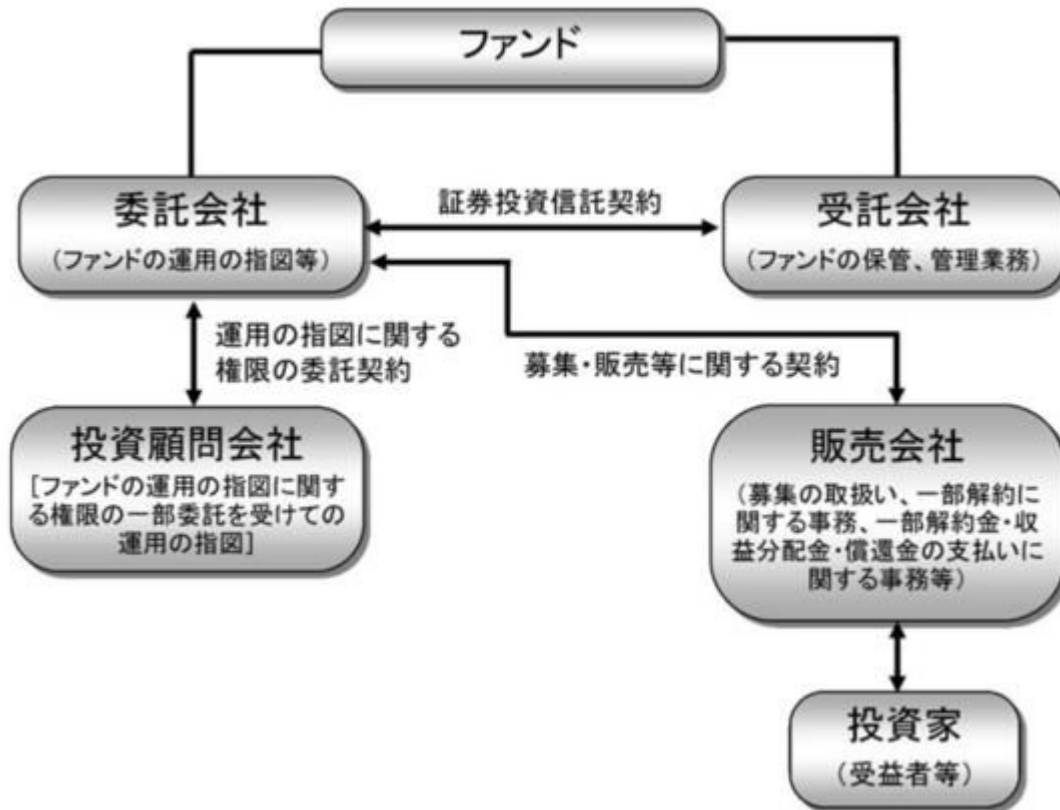 ファンド
委託会社
（ファンドの運用の指図等）
証券投資信託契約
受託会社
（ファンドの保管、管理業務）
運用の指図に関する
権限の委託契約
募集・販売等に関する契約
投資顧問会社
[ファンドの運用の指図に関す
る権限の一部委託を受けての
運用の指図]
販売会社
（募集の取扱い、一部解約に
関する事務、一部解約金・収
益分配金・償還金の支払いに
関する事務等）
投資家
（受益者等）